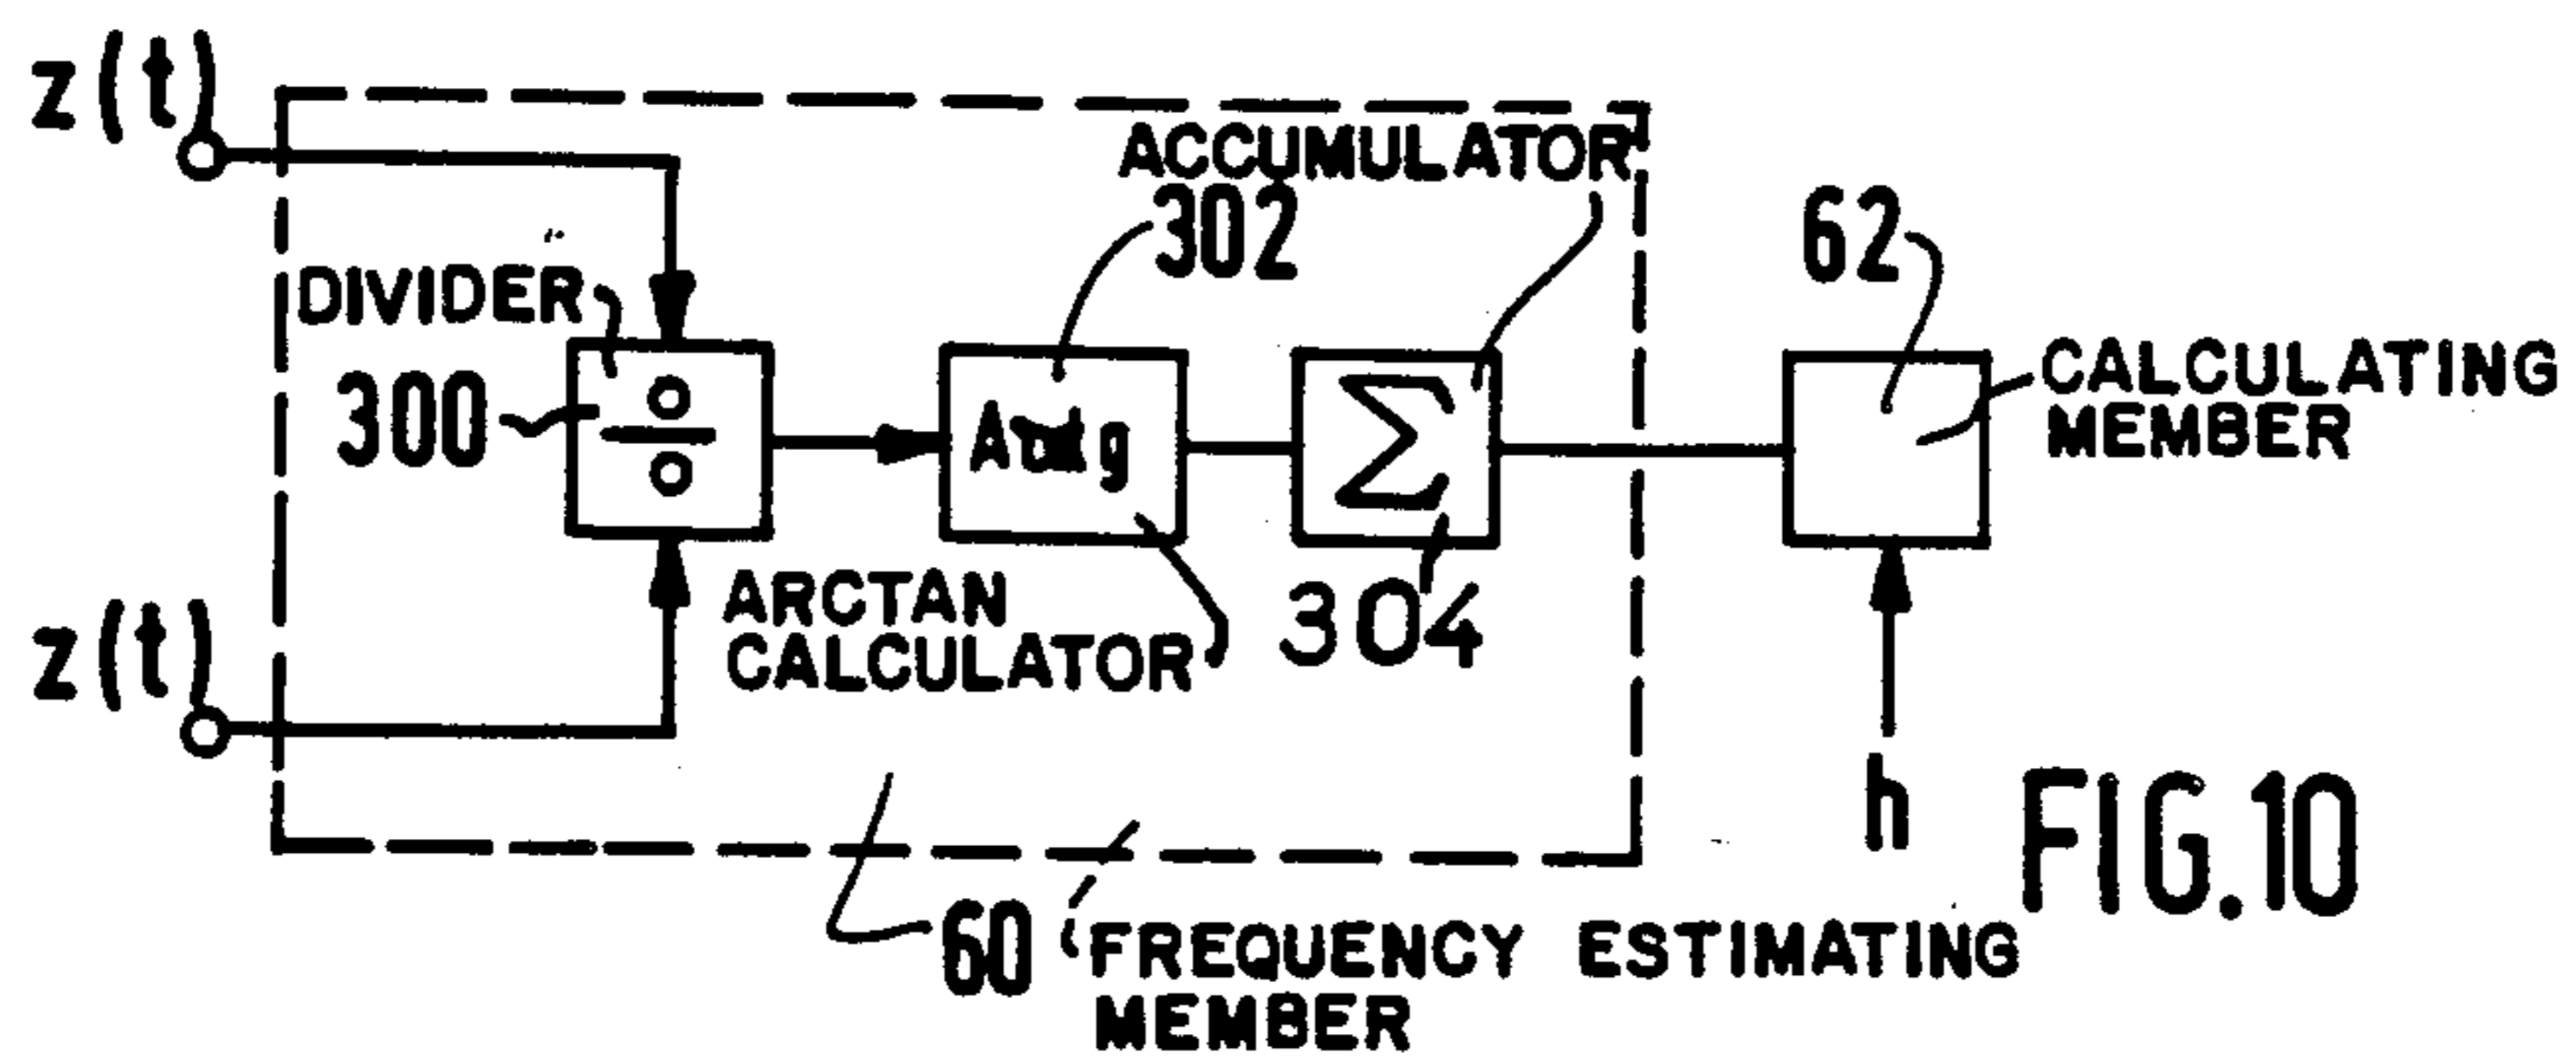 z(t)
ACCUMULATOR
302
62
DIVIDER
300
÷
Σ
CALCULATING
MEMBER
ARCTAN
CALCULATOR
304
z(t)
h
FIG.10
60
FREQUENCY ESTIMATING
MEMBER